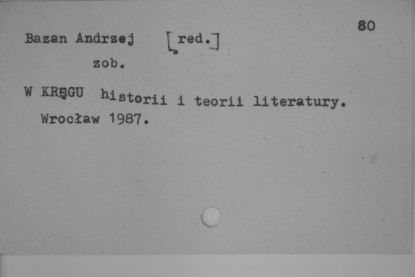 80
Bazan Andrzej [red.]
zob.
W KRĘGU historii i teorii literatury.
Wrocław 1987.